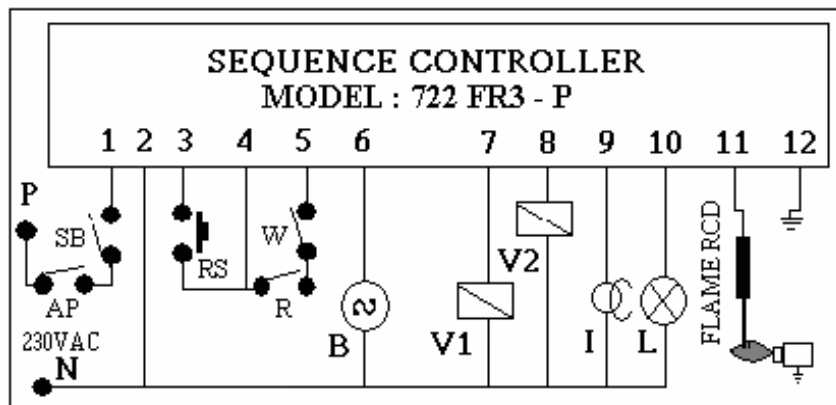 SEQUENCE CONTROLLER
MODEL : 722 FR3 - P
1 2 3 4 5 6 7 8 9 10 11 12
P
SB
AP
RS
W
R
230VAC
N
B
V1
V2
I
L
FLAME RCD